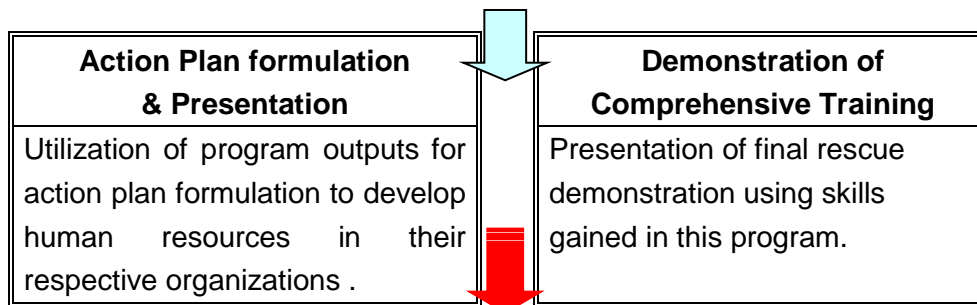 Action Plan formulation
& Presentation
Utilization of program outputs for
action plan formulation to develop
human resources in their
respective organizations .
Demonstration of
Comprehensive Training
Presentation of final rescue
demonstration using skills
gained in this program.